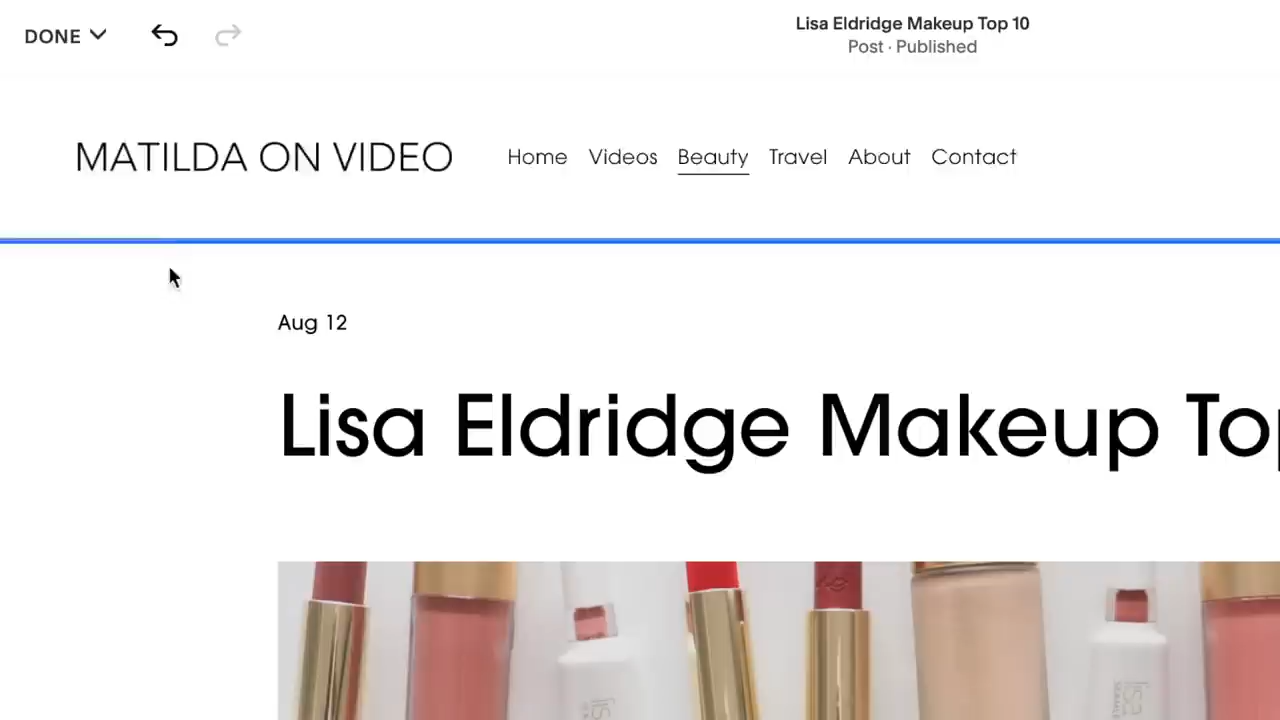 DONE
Lisa Eldridge Makeup Top 10
Post · Published
MATILDA ON VIDEO
Home Videos Beauty Travel About Contact
Aug 12
Lisa Eldridge Makeup Top